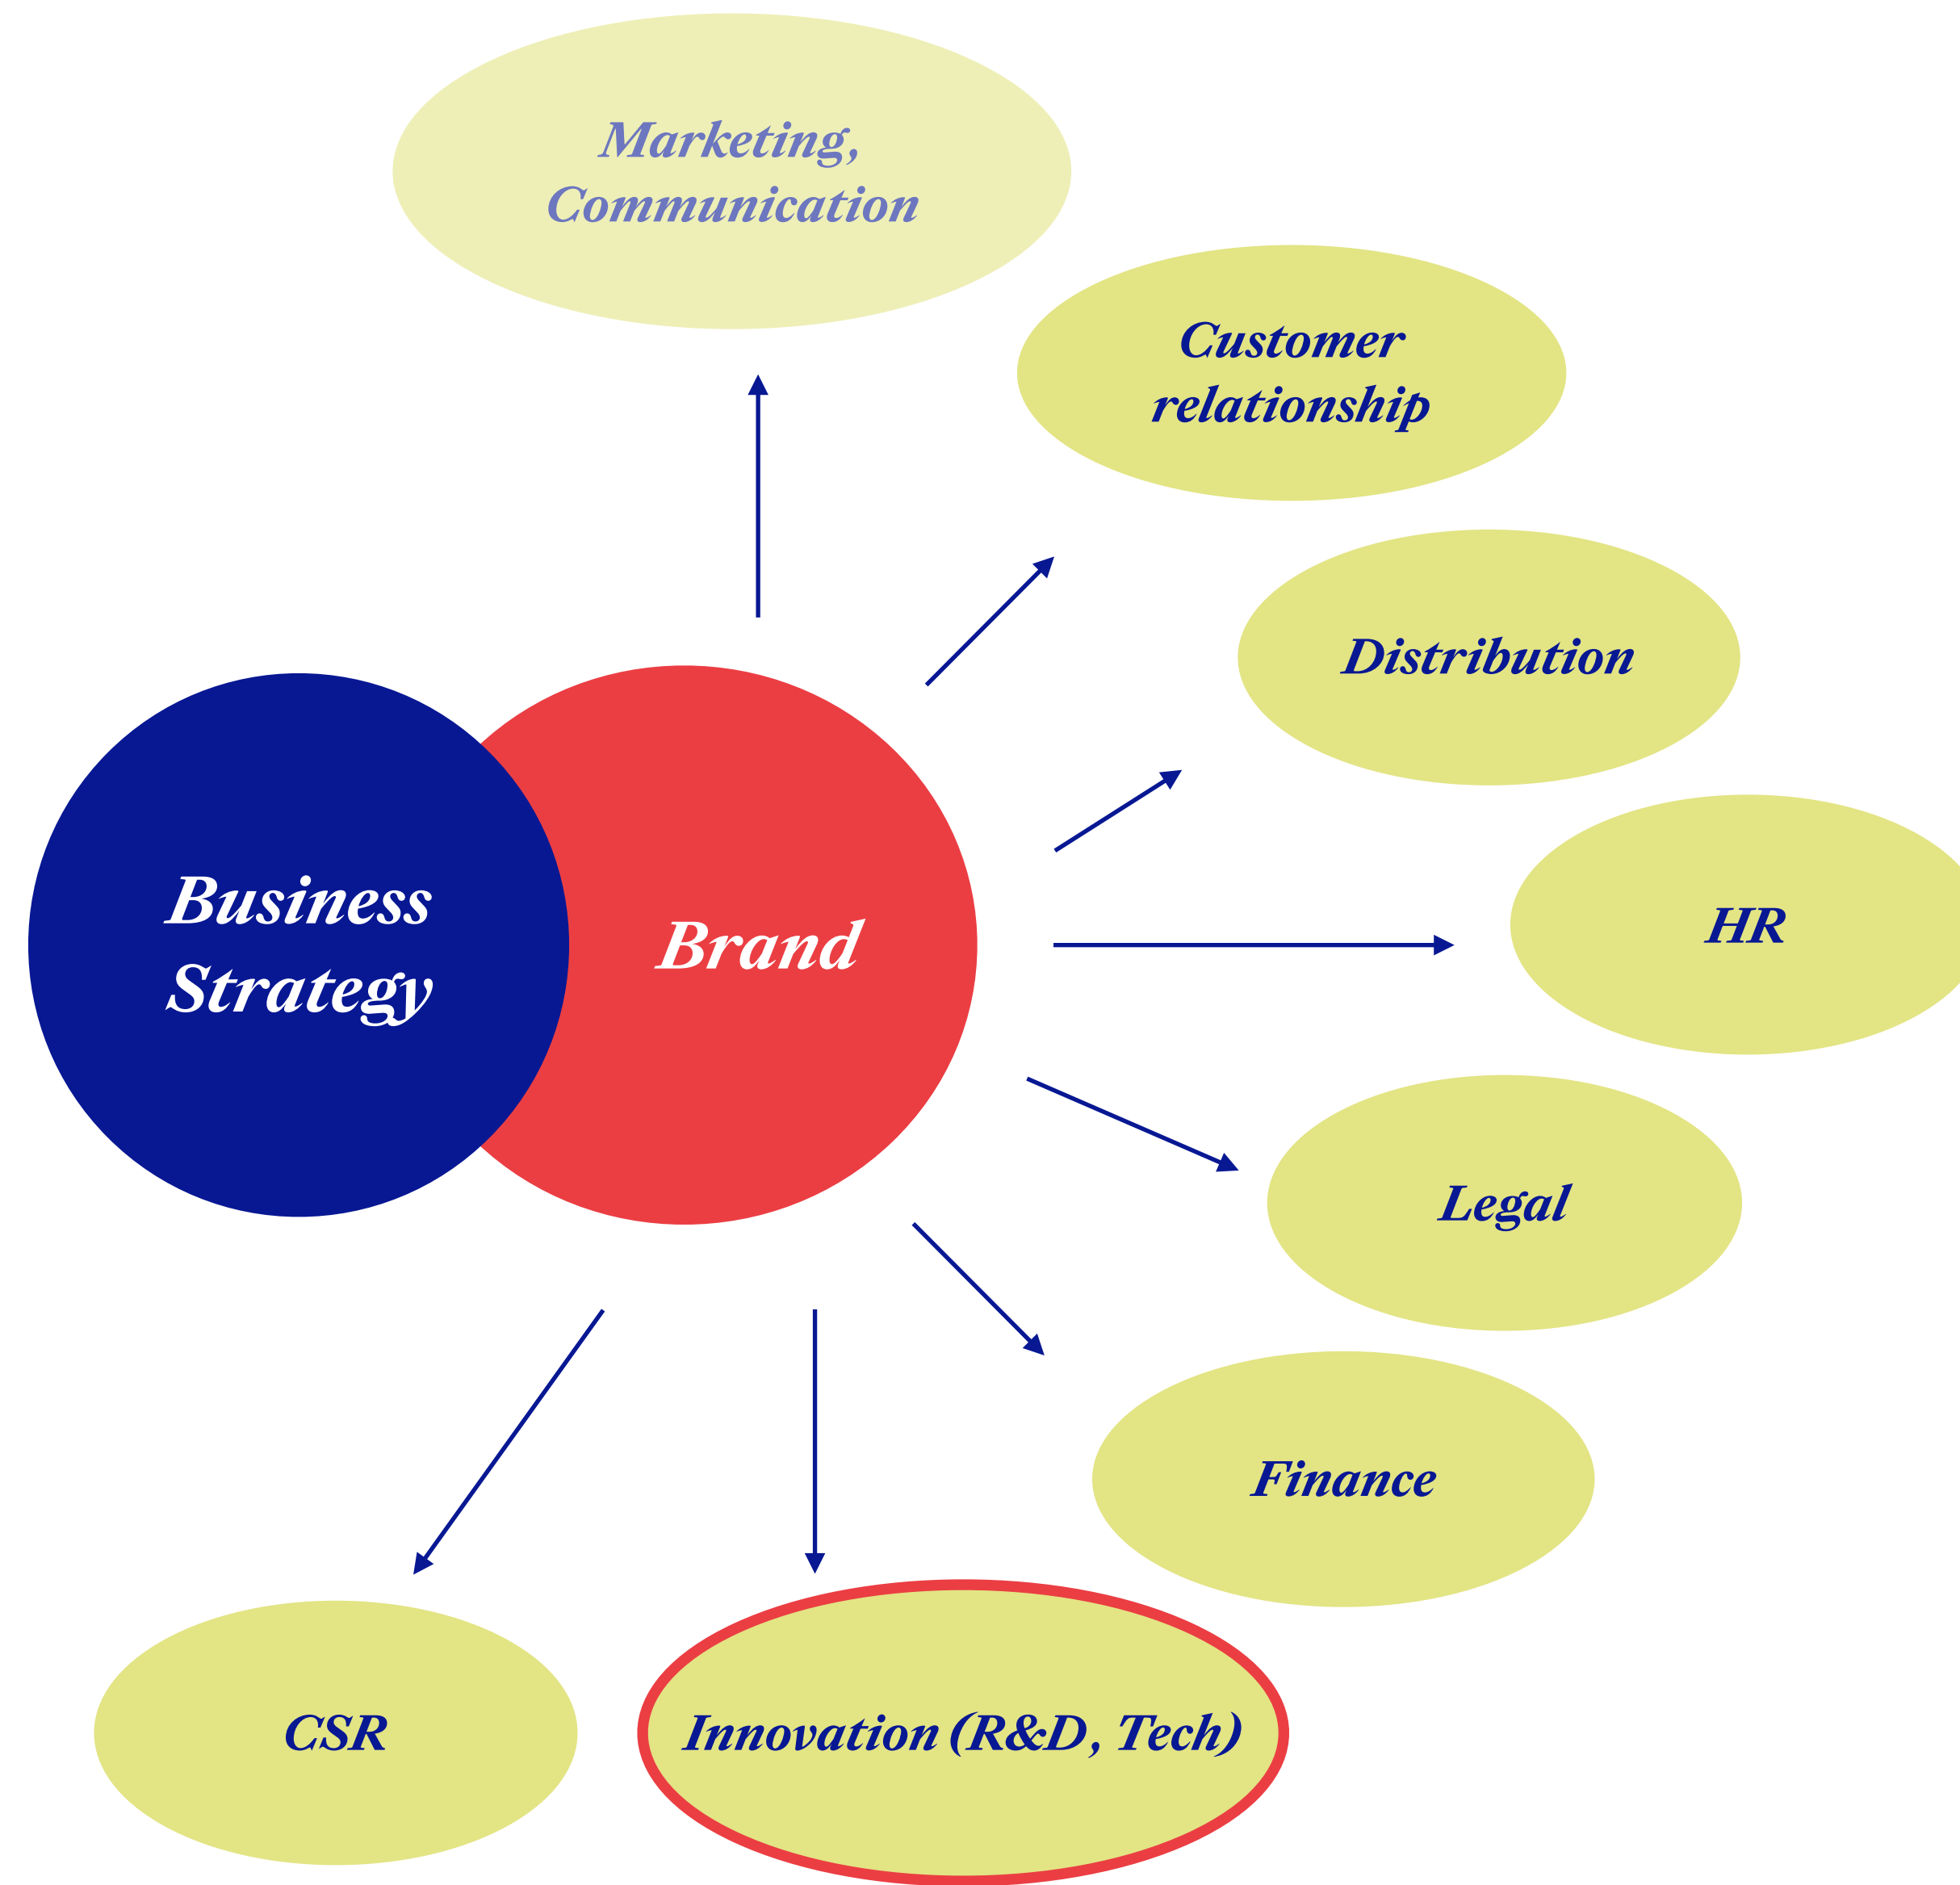 Marketing,
Communication
Customer
relationship
Distribution
Business
Strategy
Brand
HR
Legal
Finance
CSR
Innovation (R&D, Tech)